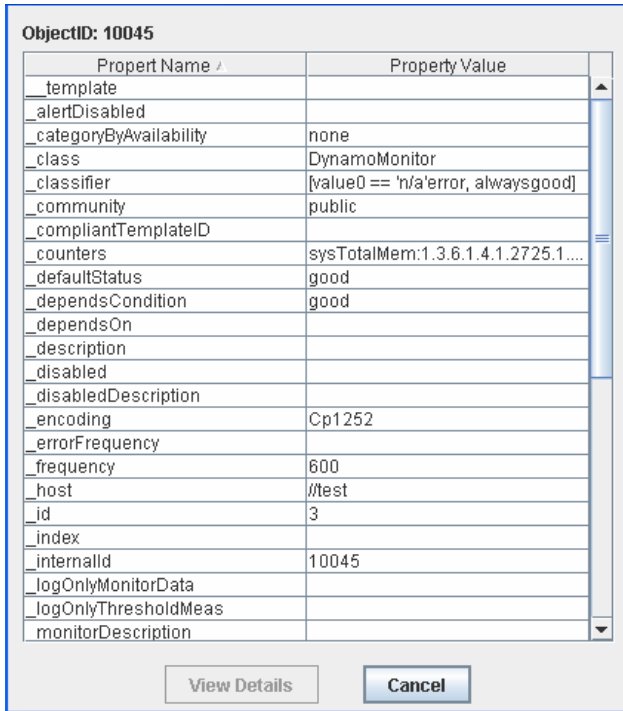 ObjectID: 10045
Propert Name Property Value
__template
_alertDisabled
_categoryByAvailability none
_class DynamoMonitor
_classifier [value0 == 'n/a'error, alwaysgood]
_community public
_compliantTemplateID
_counters sysTotalMem:1.3.6.1.4.1.2725.1....
_defaultStatus good
_dependsCondition good
_dependsOn
_description
_disabled
_disabledDescription
_encoding Cp1252
_errorFrequency
_frequency 600
_host //test
_id 3
_index
_internalId 10045
_logOnlyMonitorData
_logOnlyThresholdMeas
_monitorDescription
View Details Cancel